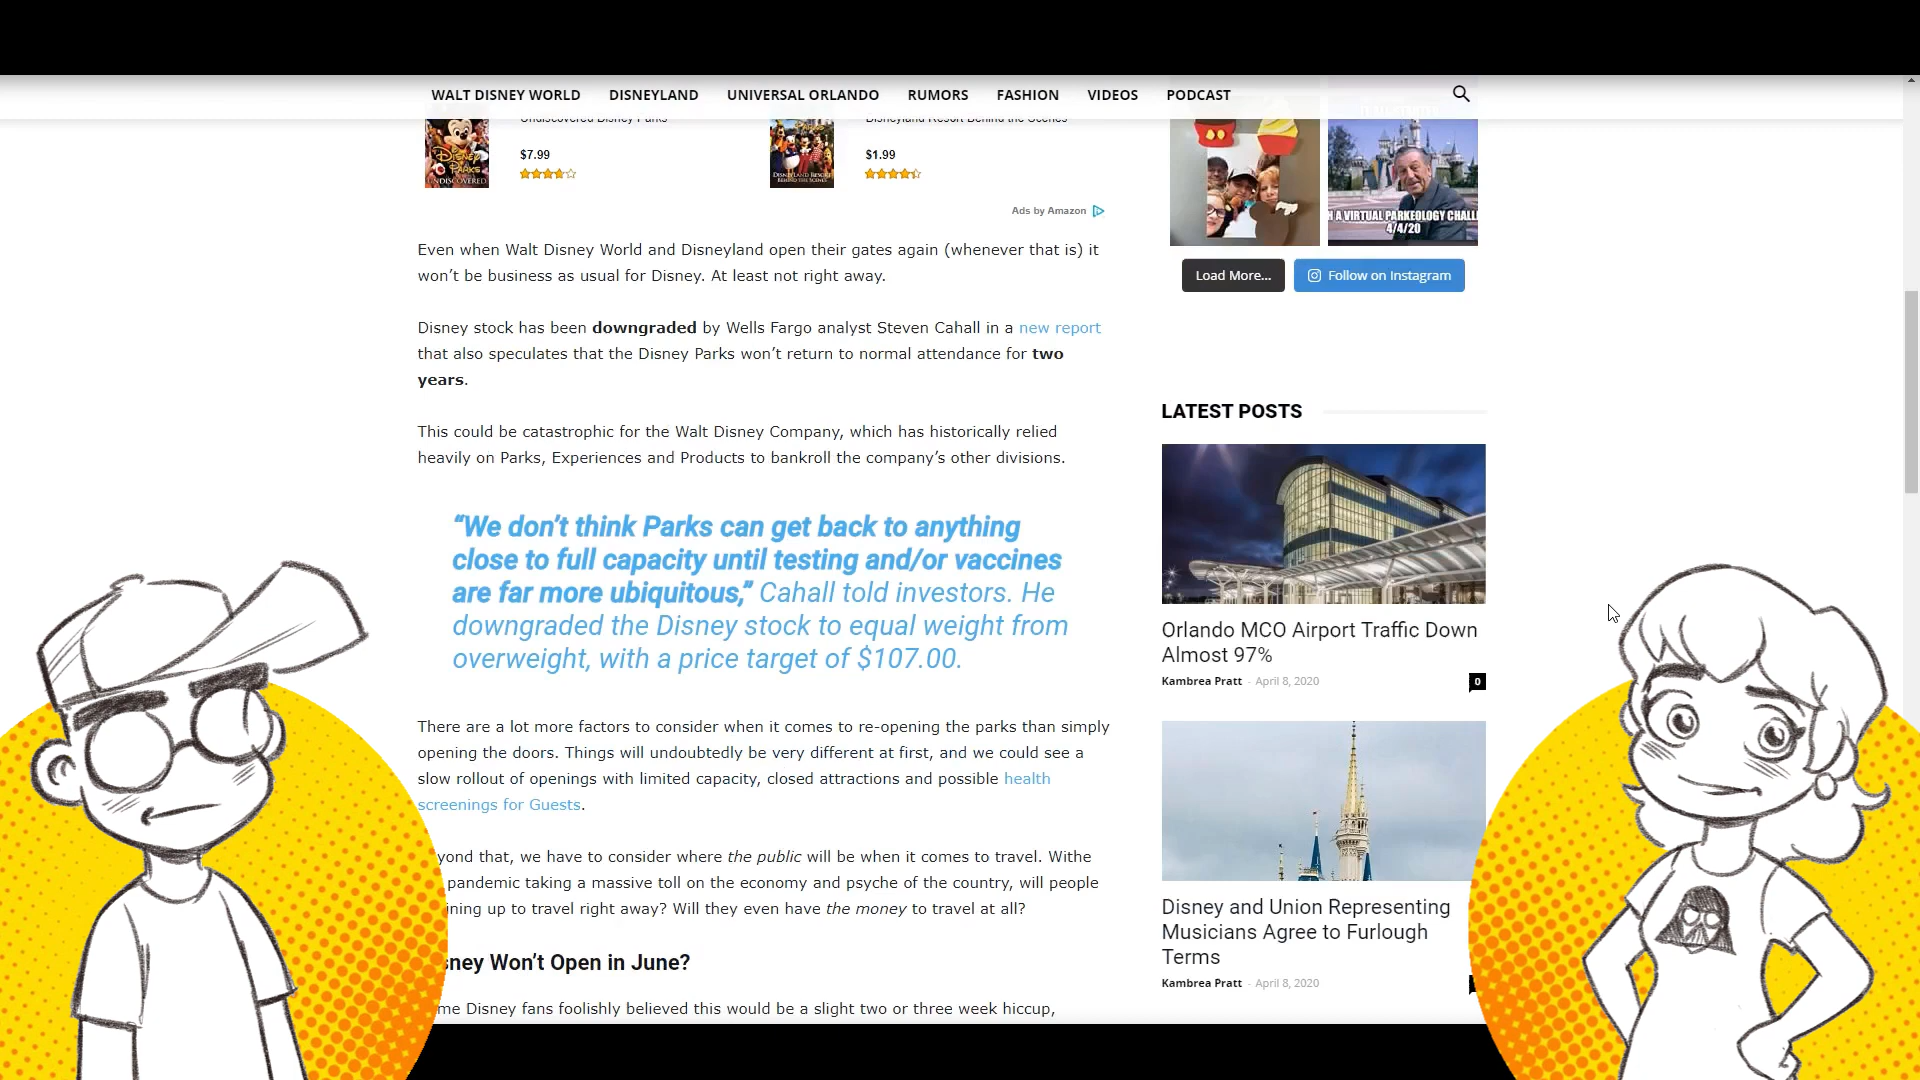 WALT DISNEY WORLD DISNEYLAND UNIVERSAL ORLANDO RUMORS FASHION VIDEOS PODCAST
Undiscovered Disney Parks
$7.99
Disneyland Resort Behind the Scenes
$1.99
Ads by Amazon
Even when Walt Disney World and Disneyland open their gates again (whenever that is) it
won't be business as usual for Disney. At least not right away.
Disney stock has been downgraded by Wells Fargo analyst Steven Cahall in a new report
that also speculates that the Disney Parks won't return to normal attendance for two
years.
This could be catastrophic for the Walt Disney Company, which has historically relied
heavily on Parks, Experiences and Products to bankroll the company's other divisions.
“We don't think Parks can get back to anything
close to full capacity until testing and/or vaccines
are far more ubiquitous,” Cahall told investors. He
downgraded the Disney stock to equal weight from
overweight, with a price target of $107.00.
There are a lot more factors to consider when it comes to re-opening the parks than simply
opening the doors. Things will undoubtedly be very different at first, and we could see a
slow rollout of openings with limited capacity, closed attractions and possible health
screenings for Guests.
yond that, we have to consider where the public will be when it comes to travel. Withe
pandemic taking a massive toll on the economy and psyche of the country, will people
ining up to travel right away? Will they even have the money to travel at all?
sney Won't Open in June?
me Disney fans foolishly believed this would be a slight two or three week hiccup,
H A VIRTUAL PARKEOLOGY CHALL
4/4/20
Load More...
Follow on Instagram
LATEST POSTS
Orlando MCO Airport Traffic Down
Almost 97%
Kambrea Pratt - April 8, 2020
0
Disney and Union Representing
Musicians Agree to Furlough
Terms
Kambrea Pratt - April 8, 2020